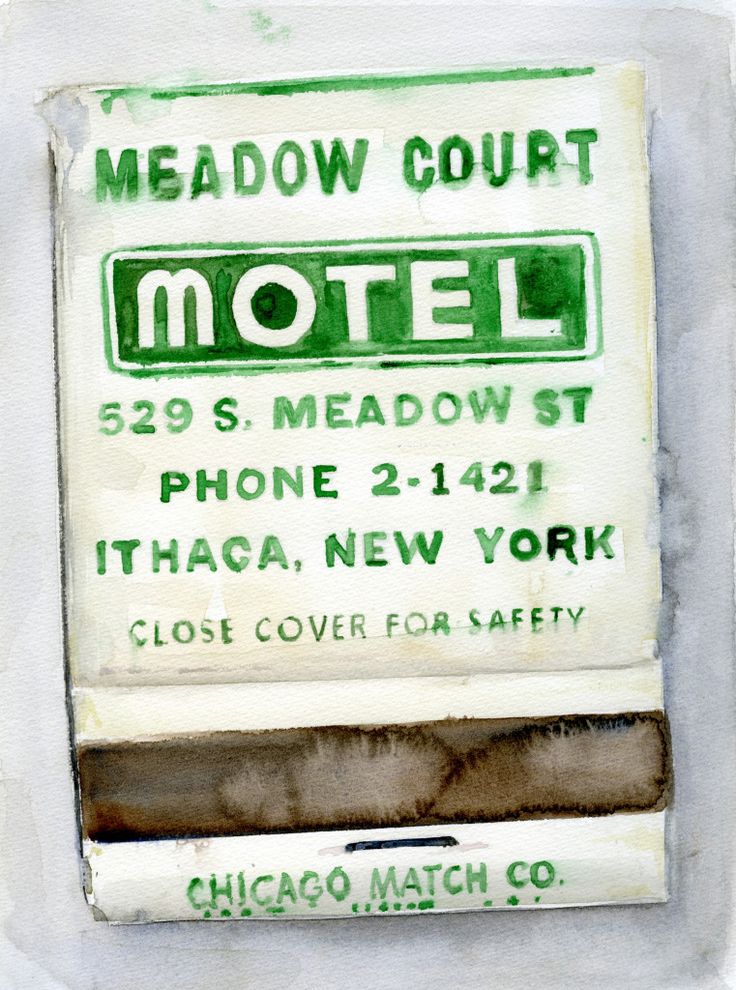 MEADOW COURT
MOTEL
529 S. MEADOW ST
PHONE 2-1421
ITHACA, NEW YORK
CLOSE COVER FOR SAFETY
CHICAGO MATCH CO.